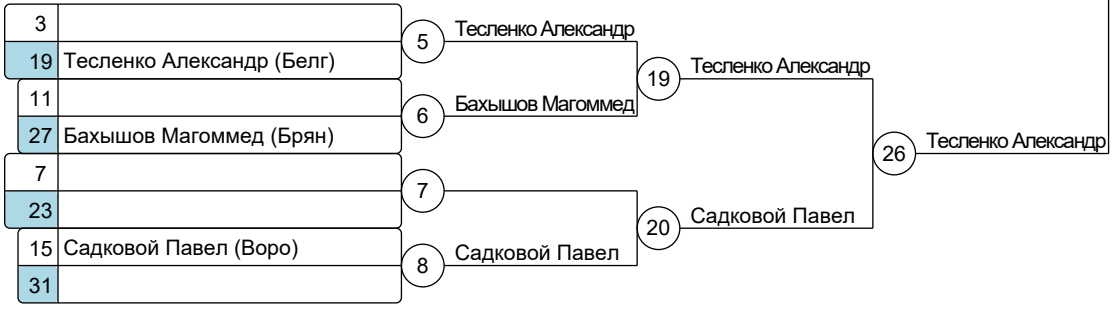 3
19 Тесленко Александр (Белг)
5 Тесленко Александр
11
27 Бахышов Магоммед (Брян)
6 Бахышов Магоммед
19 Тесленко Александр
7
23
7
15 Садковой Павел (Воро)
31
8 Садковой Павел
20 Садковой Павел
26 Тесленко Александр